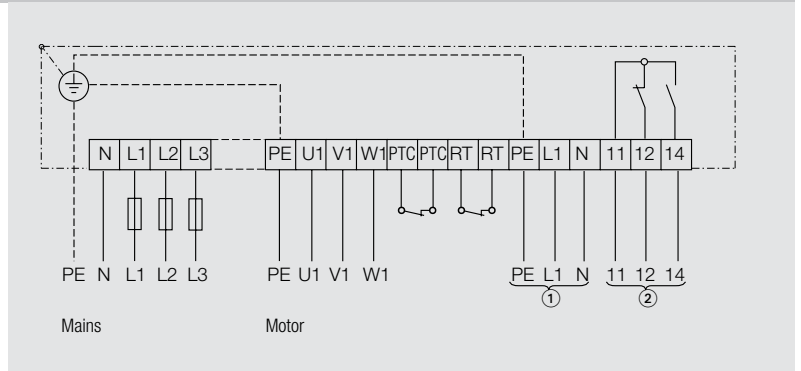 N L1 L2 L3 PE U1 V1 W1 PTC PTC RT RT PE L1 N 11 12 14
PE N L1 L2 L3 PE U1 V1 W1 PE L1 N 11 12 14
1 2
Mains Motor